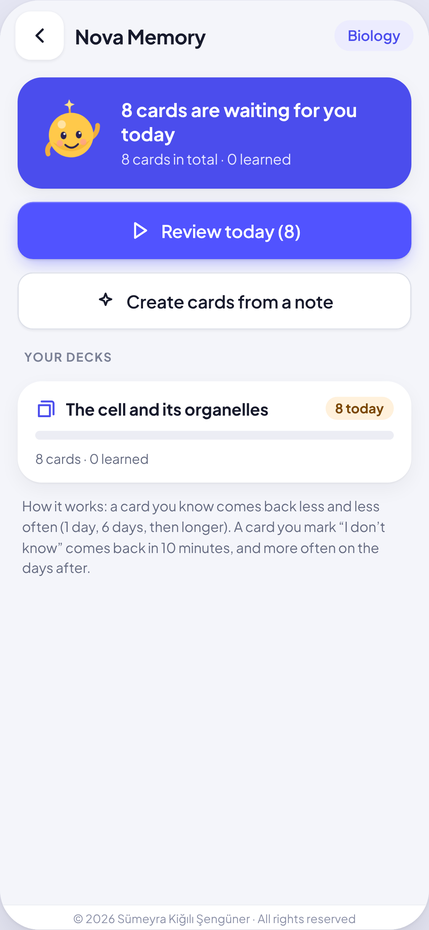 Nova Memory
Biology
8 cards are waiting for you
today
8 cards in total · 0 learned
Review today (8)
Create cards from a note
YOUR DECKS
The cell and its organelles
8 today
8 cards · 0 learned
How it works: a card you know comes back less and less
often (1 day, 6 days, then longer). A card you mark “I don’t
know” comes back in 10 minutes, and more often on the
days after.
© 2026 Sümeyra Kiğılı Şengüner · All rights reserved